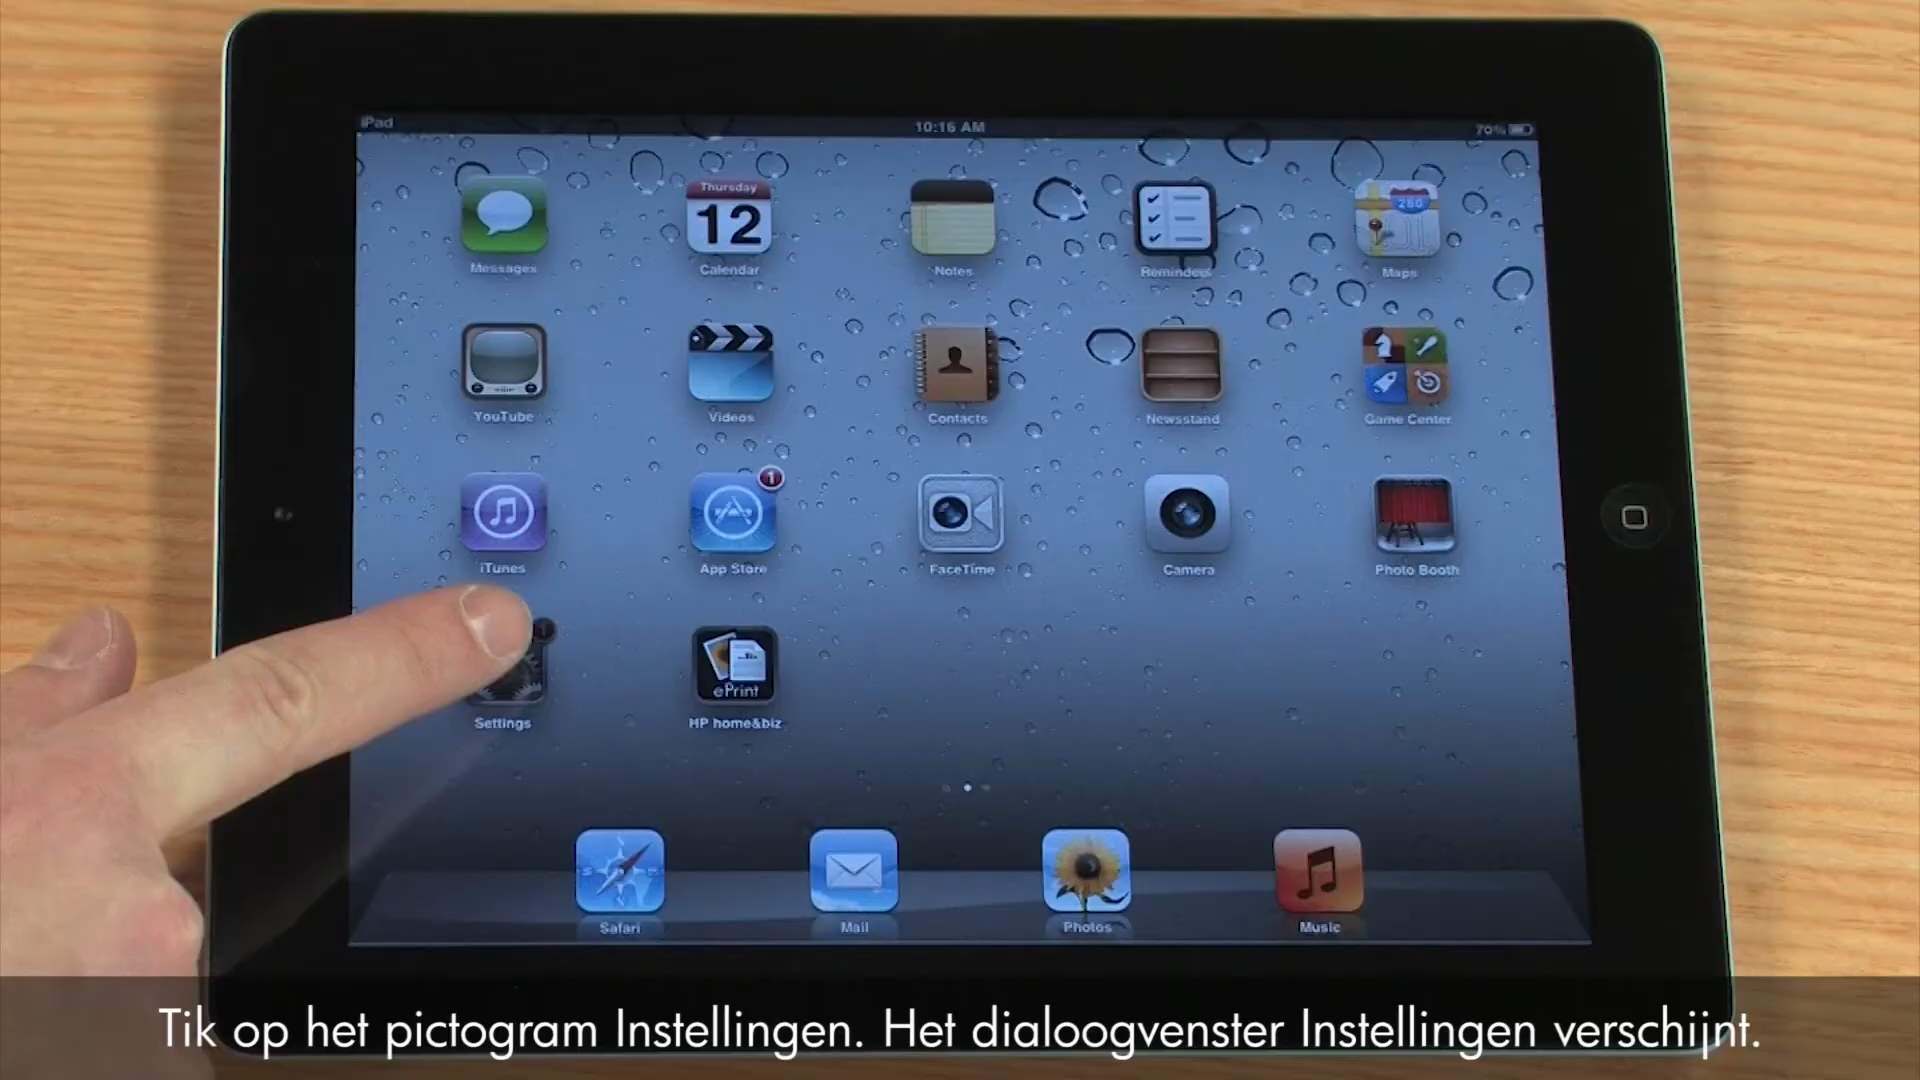 iPad
10:16 AM
70%
Thursday
12
280
Messages
Calendar
Notes
Reminders
Maps
YouTube
Videos
Contacts
Newsstand
Game Center
1
iTunes
App Store
FaceTime
Camera
Photo Booth
ePrint
Settings
HP home&biz
Safari
Mail
Photos
Music
Tik op het pictogram Instellingen. Het dialoogvenster Instellingen verschijnt.